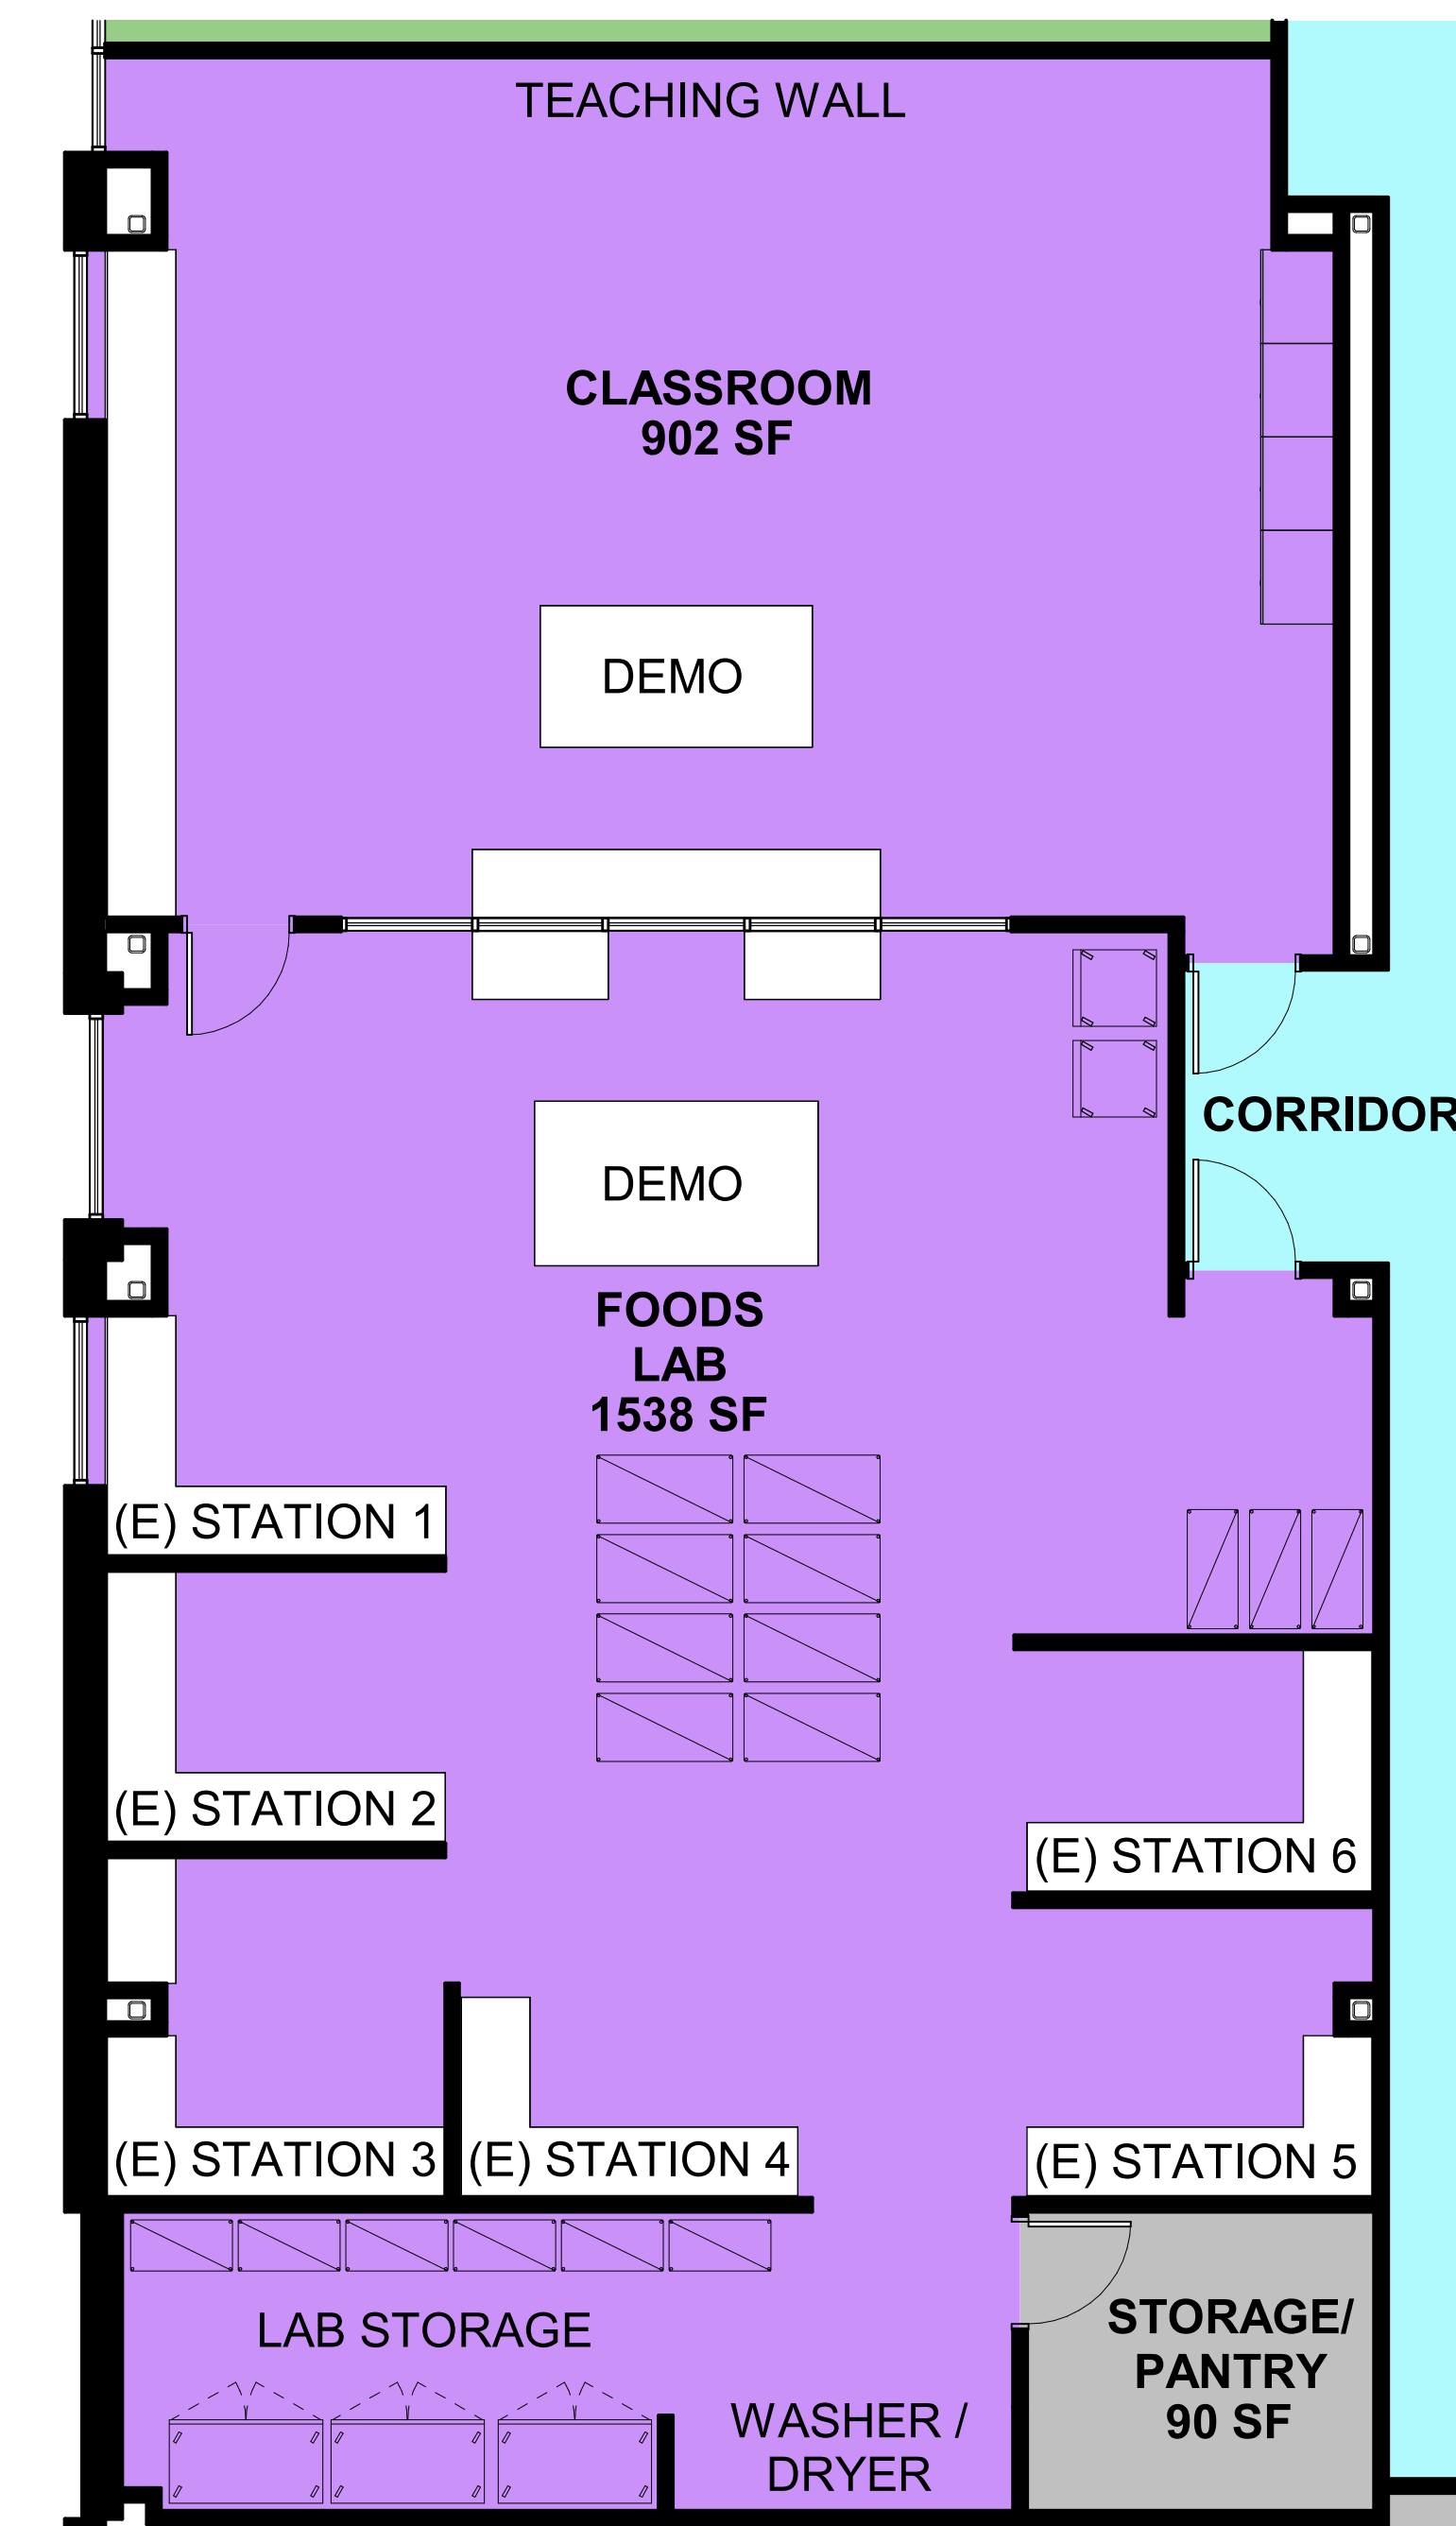 TEACHING WALL
CLASSROOM
902 SF
DEMO
DEMO
CORRIDOR
FOODS
LAB
1538 SF
(E) STATION 1
(E) STATION 2
(E) STATION 6
(E) STATION 3
(E) STATION 4
(E) STATION 5
LAB STORAGE
STORAGE/
PANTRY
90 SF
WASHER /
DRYER